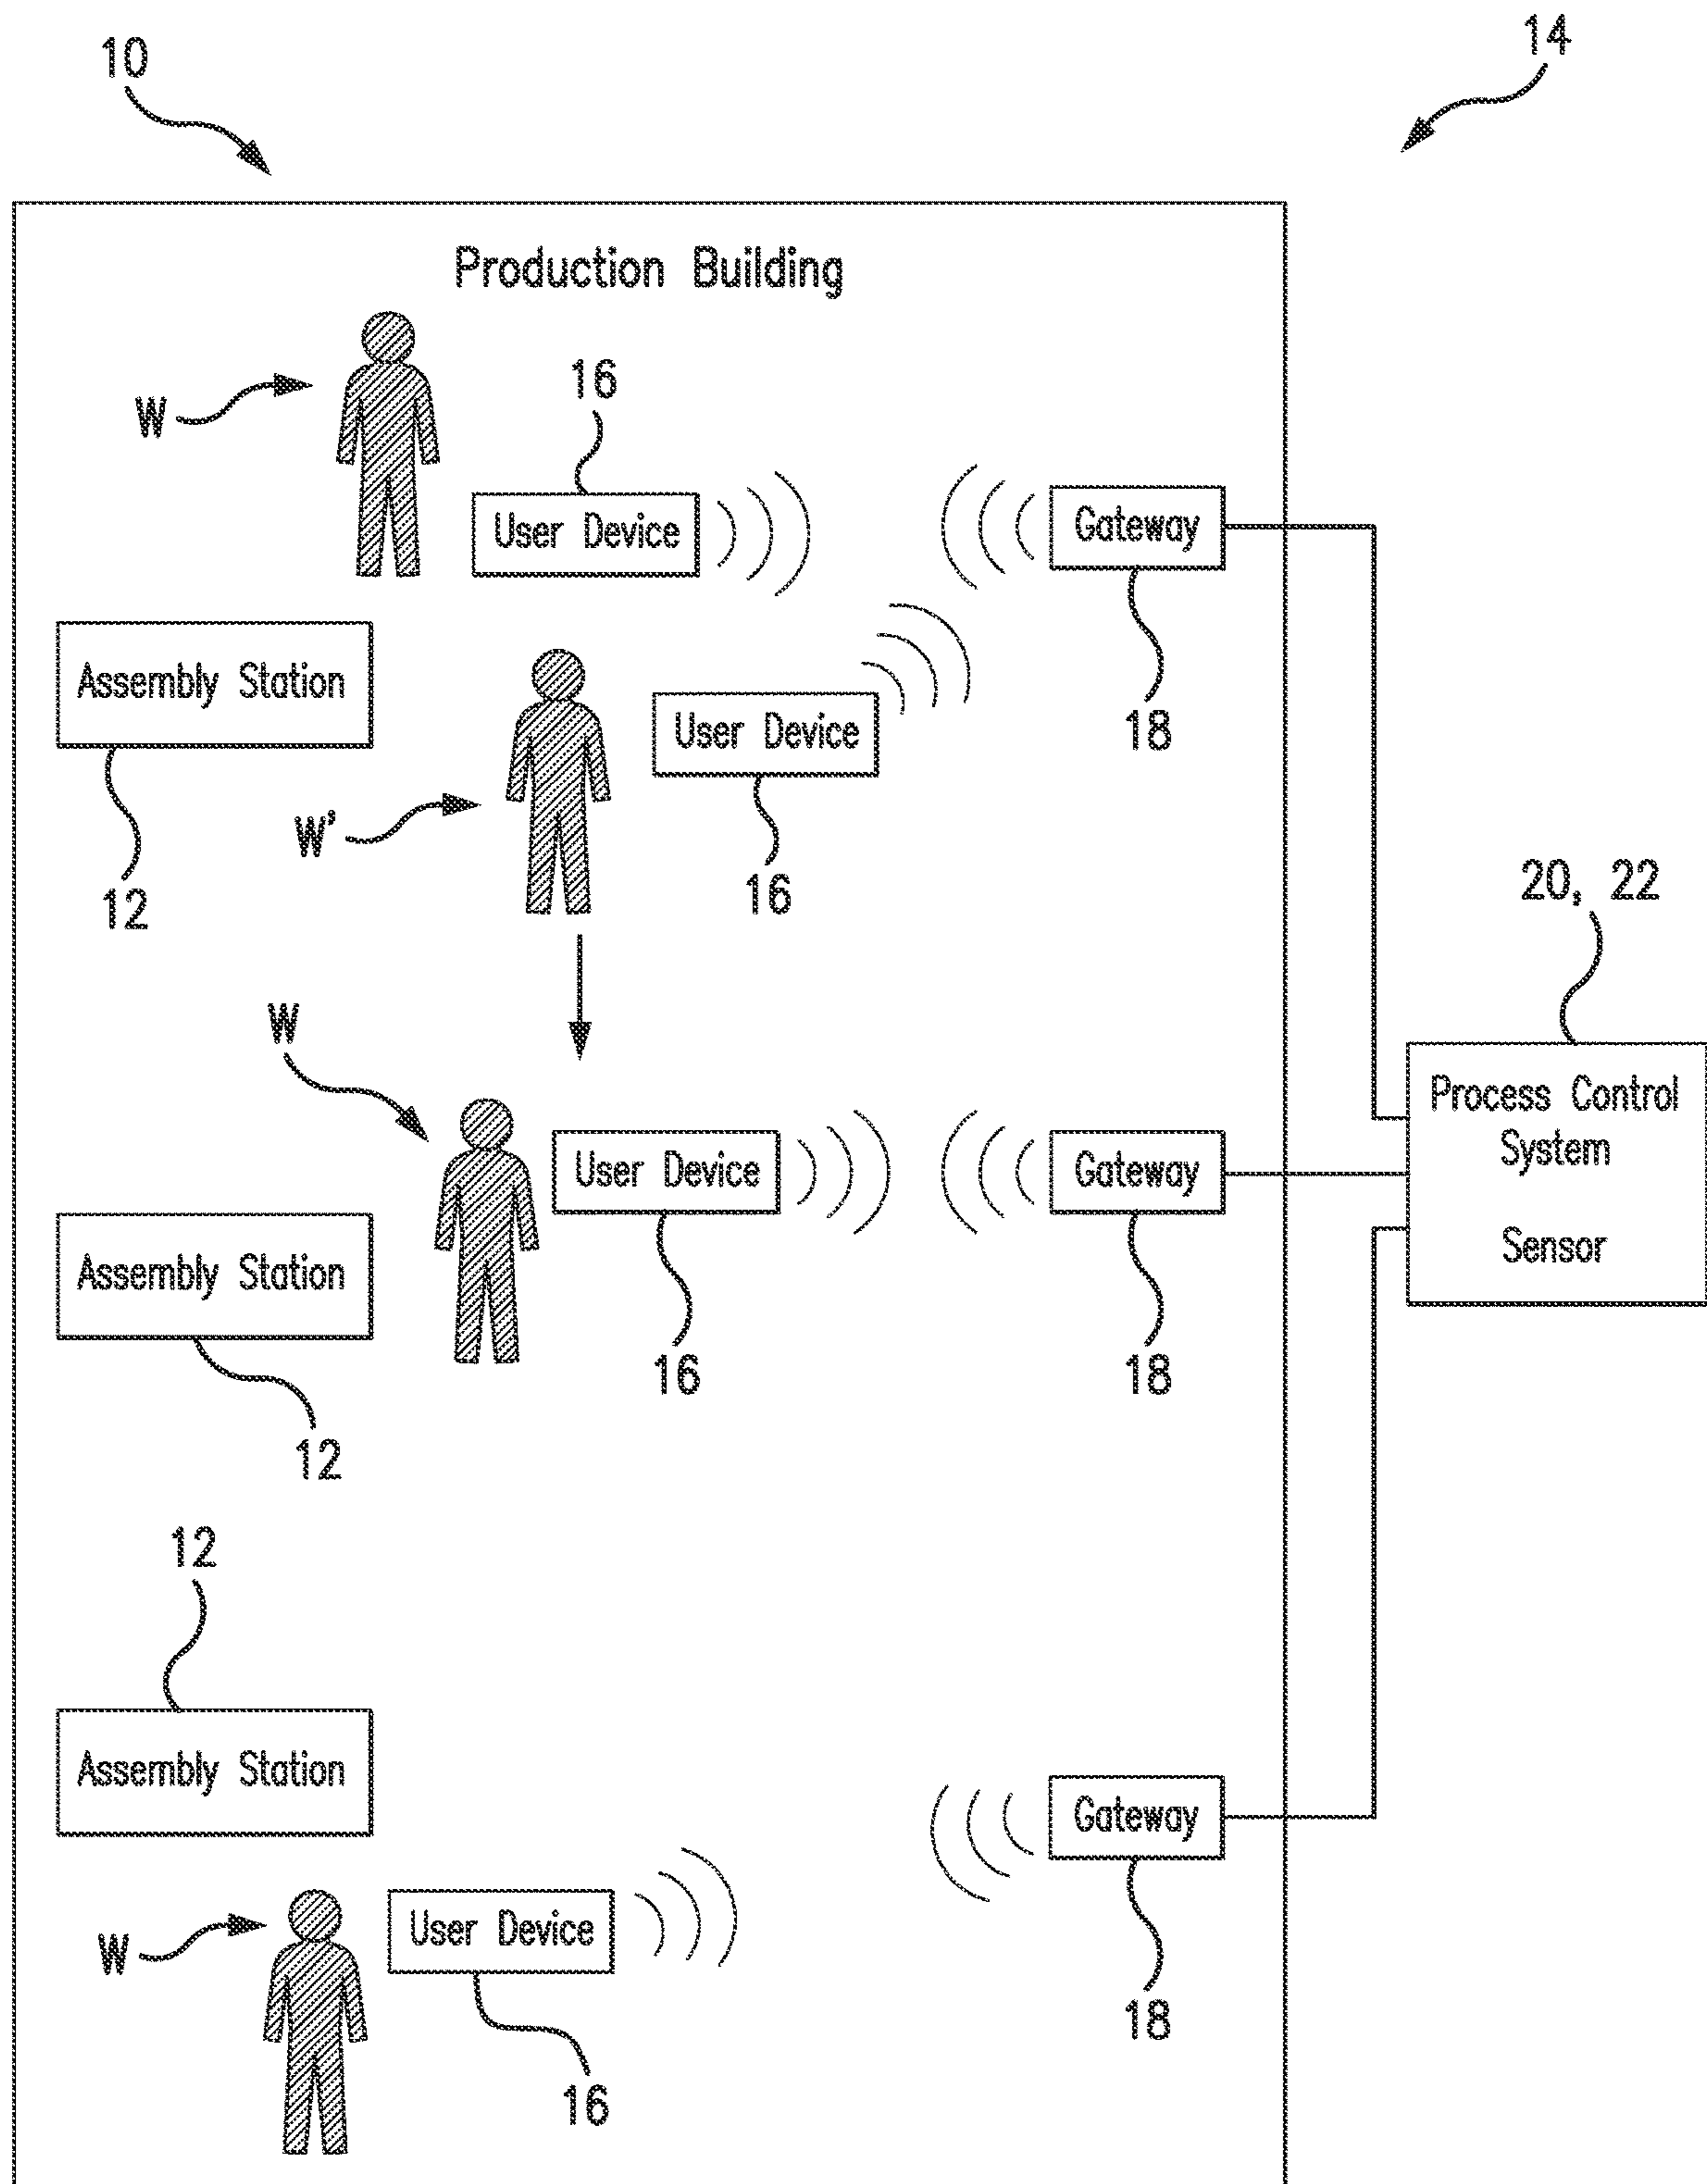 10
14
Production Building
W
16
User Device
Gateway
18
Assembly Station
12
W'
User Device
16
20, 22
Process Control
System
Sensor
W
User Device
16
Gateway
18
Assembly Station
12
12
Assembly Station
Gateway
18
W
User Device
16